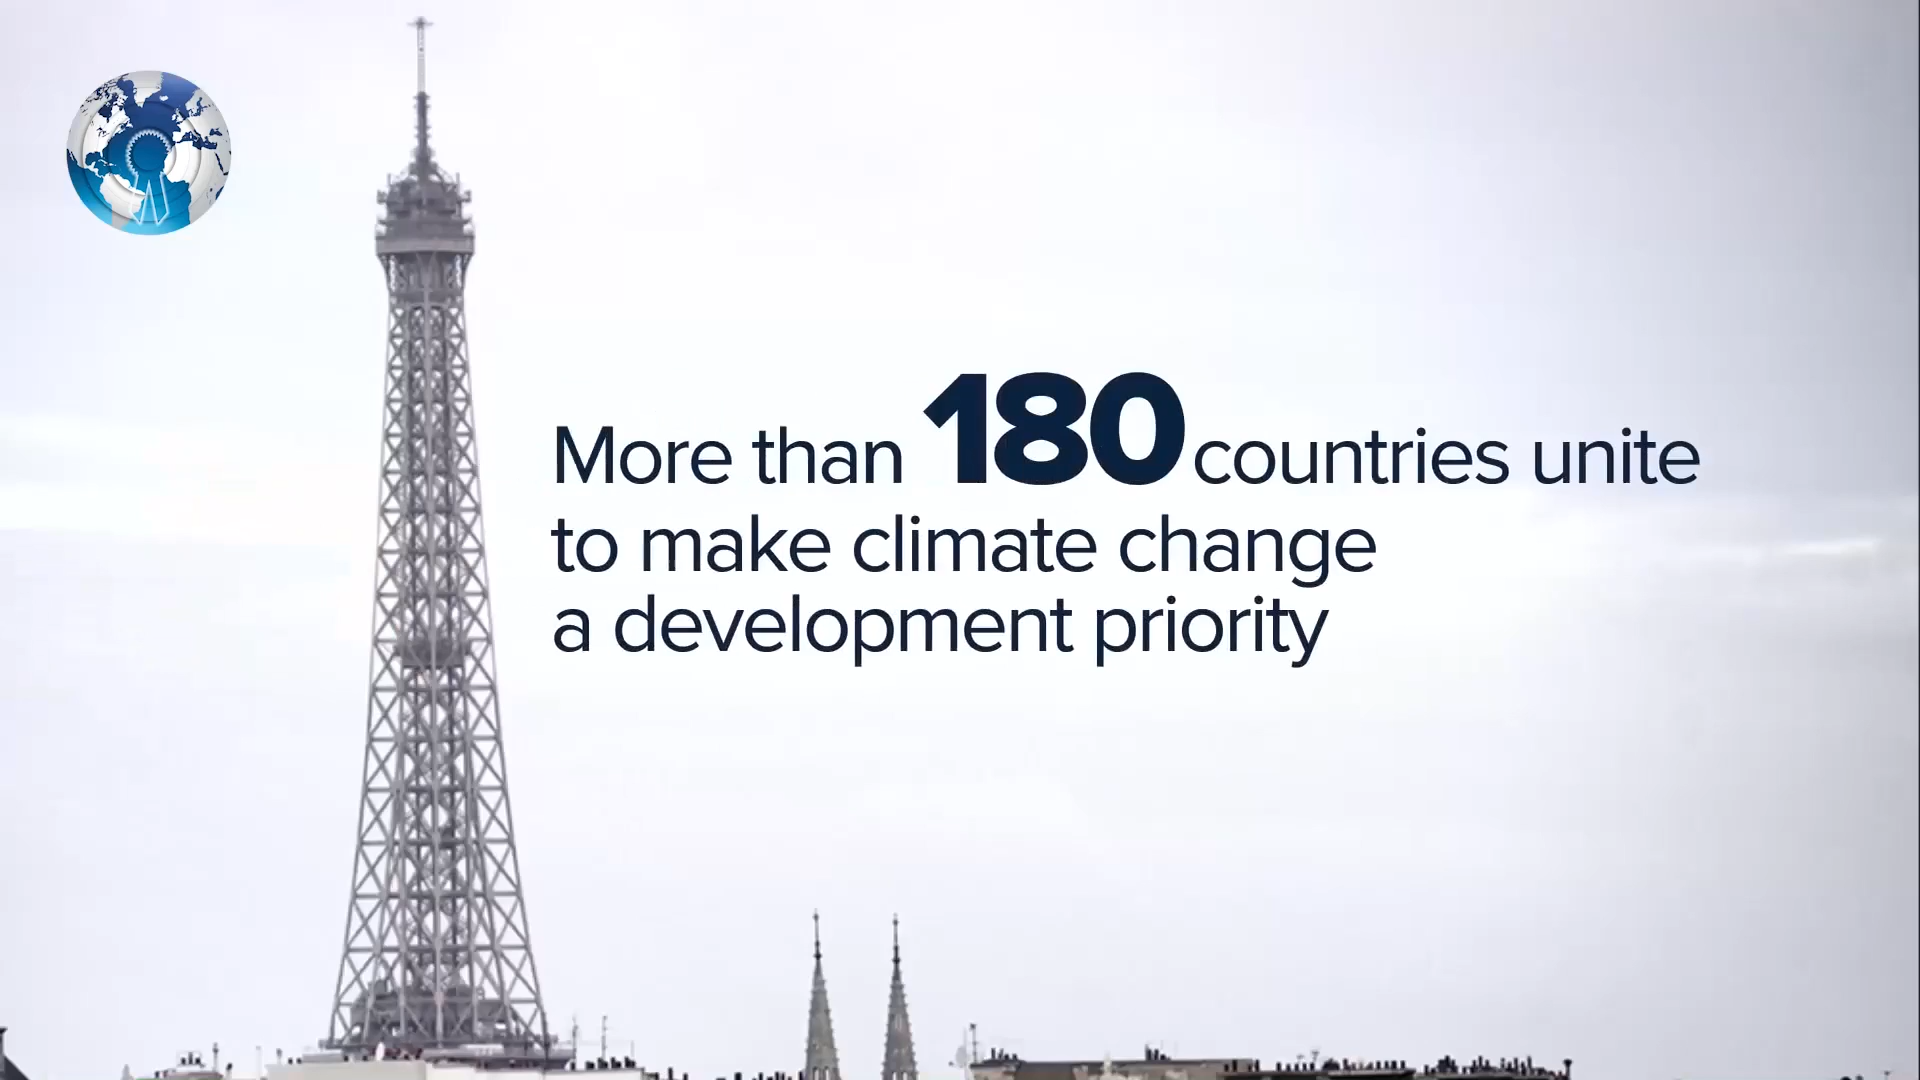 More than 180 countries unite
to make climate change
a development priority